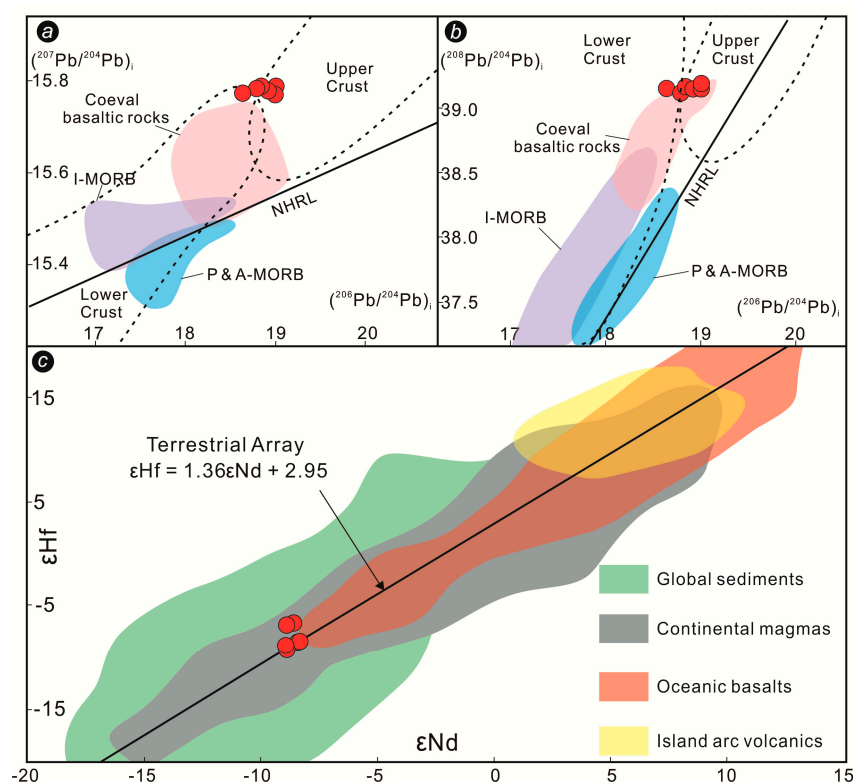 a
(²⁰⁷Pb/²⁰⁴Pb)ᵢ
15.8
Upper
Crust
Coeval
basaltic rocks
15.6
I-MORB
NHRL
15.4
P & A-MORB
Lower
Crust
(²⁰⁶Pb/²⁰⁴Pb)ᵢ
17 18 19 20
b
Lower
Crust
Upper
Crust
(²⁰⁸Pb/²⁰⁴Pb)ᵢ
39.0
Coeval
basaltic rocks
38.5
NHRL
I-MORB
38.0
P & A-MORB
37.5
(²⁰⁶Pb/²⁰⁴Pb)ᵢ
17 18 19 20
c
15
Terrestrial Array
εHf = 1.36εNd + 2.95
5
εHf
-5
-15
Global sediments
Continental magmas
Oceanic basalts
Island arc volcanics
εNd
-20 -15 -10 -5 0 5 10 15